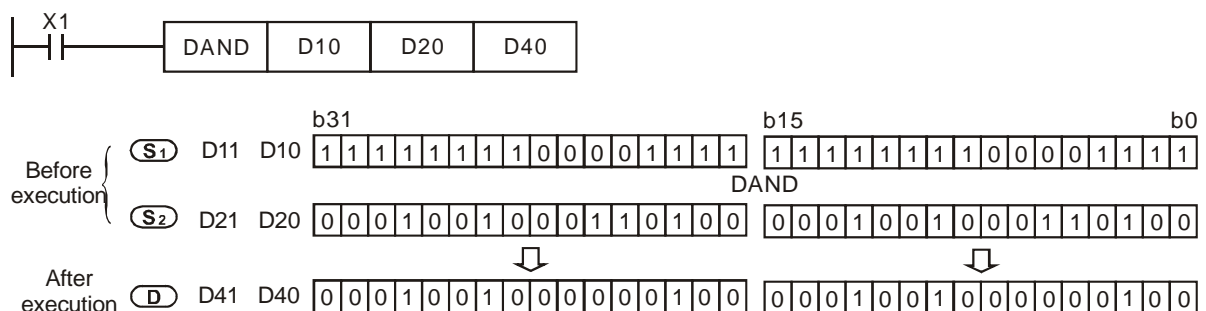 X1
DAND D10 D20 D40
b31 b15 b0
Before execution
S1 D11 D10 1 1 1 1 1 1 1 1 0 0 0 0 1 1 1 1 1 1 1 1 1 1 1 1 0 0 0 0 1 1 1 1
DAND
S2 D21 D20 0 0 0 1 0 0 1 0 0 0 1 1 0 1 0 0 0 0 0 1 0 0 1 0 0 0 1 1 0 1 0 0
After execution
D D41 D40 0 0 0 1 0 0 1 0 0 0 0 0 0 1 0 0 0 0 0 1 0 0 1 0 0 0 0 0 0 1 0 0